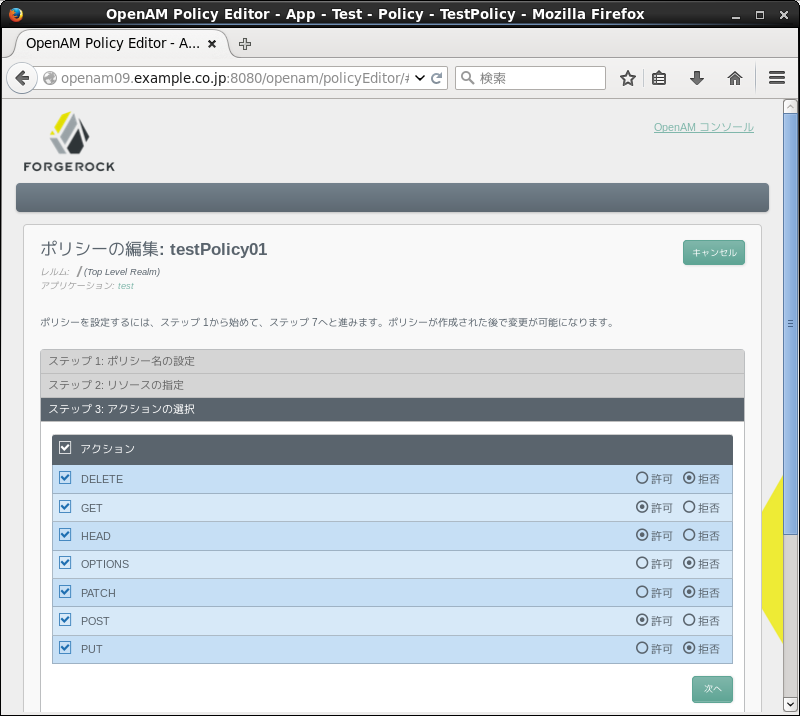 OpenAM Policy Editor - App - Test - Policy - TestPolicy - Mozilla Firefox
OpenAM Policy Editor - A...
openam09.example.co.jp:8080/openam/policyEditor/#
検索
FORGEROCK
OpenAM コンソール
ポリシーの編集: testPolicy01
キャンセル
レルム: / (Top Level Realm)
アプリケーション: test
ポリシーを設定するには、ステップ 1から始めて、ステップ 7へと進みます。ポリシーが作成された後で変更が可能になります。
ステップ 1: ポリシー名の設定
ステップ 2: リソースの指定
ステップ 3: アクションの選択
アクション
DELETE 許可 拒否
GET 許可 拒否
HEAD 許可 拒否
OPTIONS 許可 拒否
PATCH 許可 拒否
POST 許可 拒否
PUT 許可 拒否
次へ